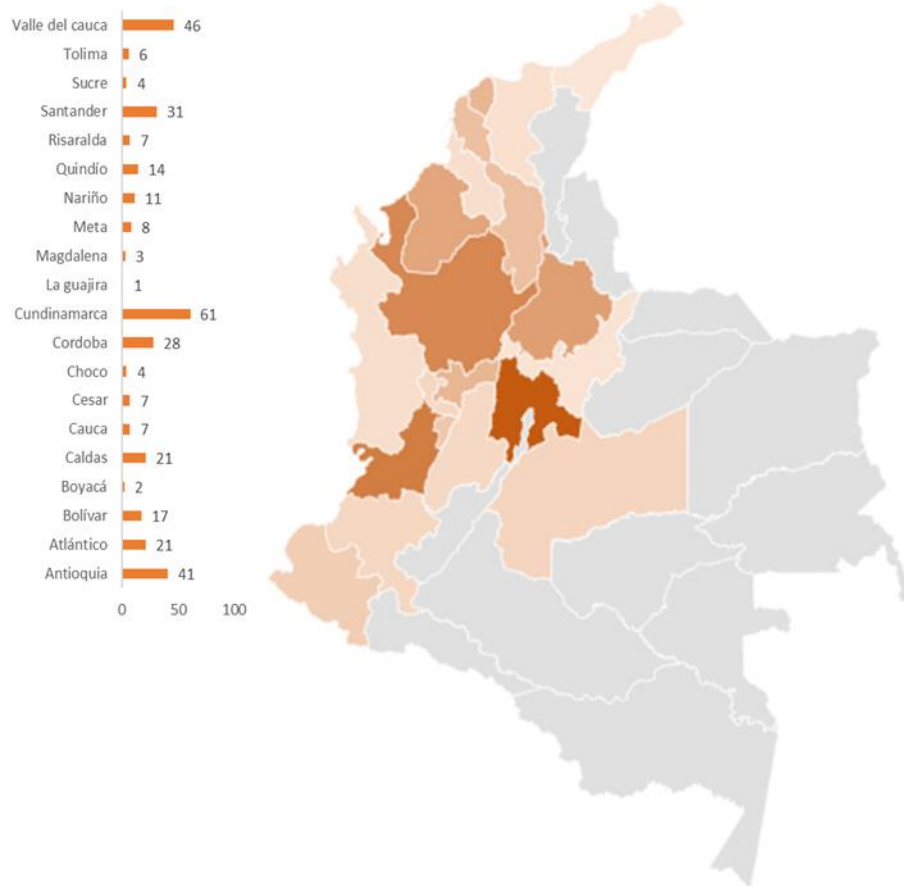 Valle del cauca 46
Tolima 6
Sucre 4
Santander 31
Risaralda 7
Quindío 14
Nariño 11
Meta 8
Magdalena 3
La guajira 1
Cundinamarca 61
Cordoba 28
Choco 4
Cesar 7
Cauca 7
Caldas 21
Boyacá 2
Bolívar 17
Atlántico 21
Antioquia 41
0 50 100